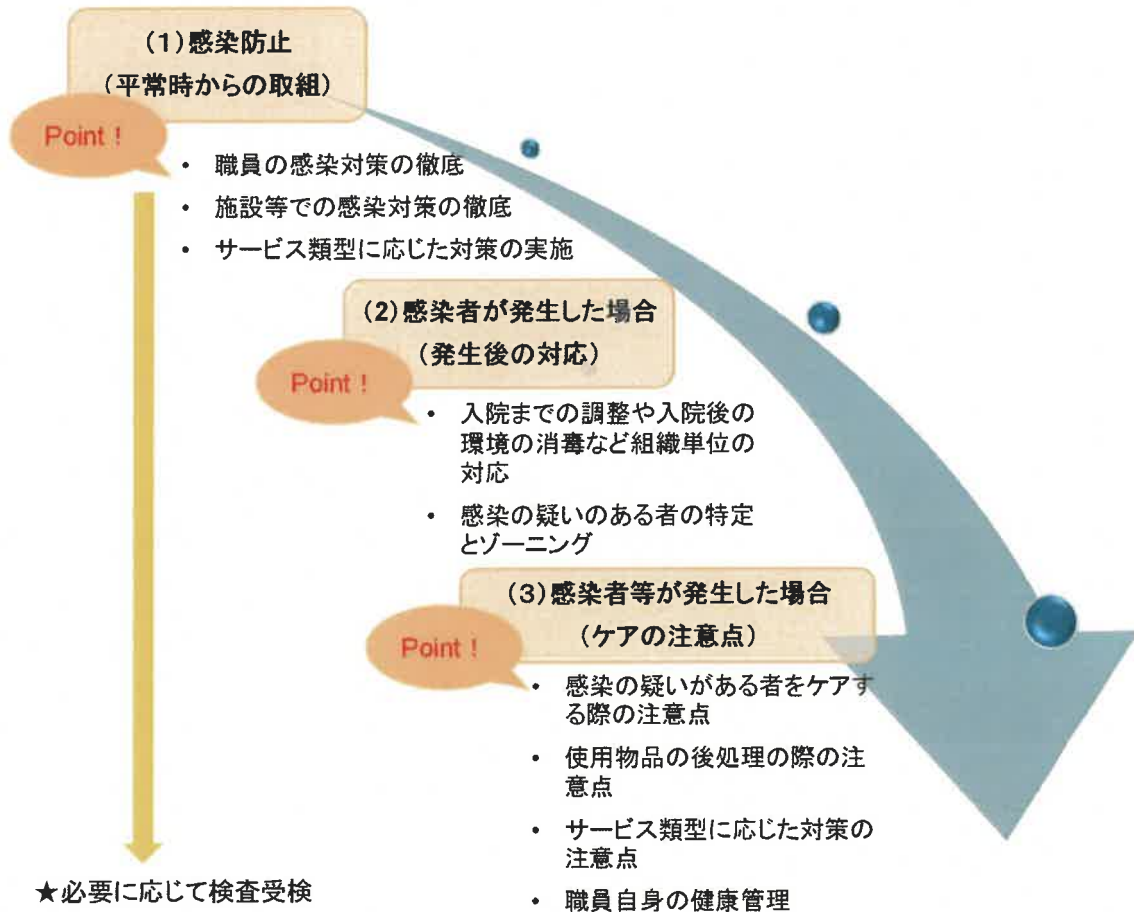 (1)感染防止
(平常時からの取組)
Point！
・ 職員の感染対策の徹底
・ 施設等での感染対策の徹底
・ サービス類型に応じた対策の実施
(2)感染者が発生した場合
(発生後の対応)
Point！
・ 入院までの調整や入院後の
環境の消毒など組織単位の
対応
・ 感染の疑いのある者の特定
とゾーニング
(3)感染者等が発生した場合
(ケアの注意点)
Point！
・ 感染の疑いがある者をケアす
る際の注意点
・ 使用物品の後処理の際の注
意点
・ サービス類型に応じた対策の
注意点
・ 職員自身の健康管理
★必要に応じて検査受検